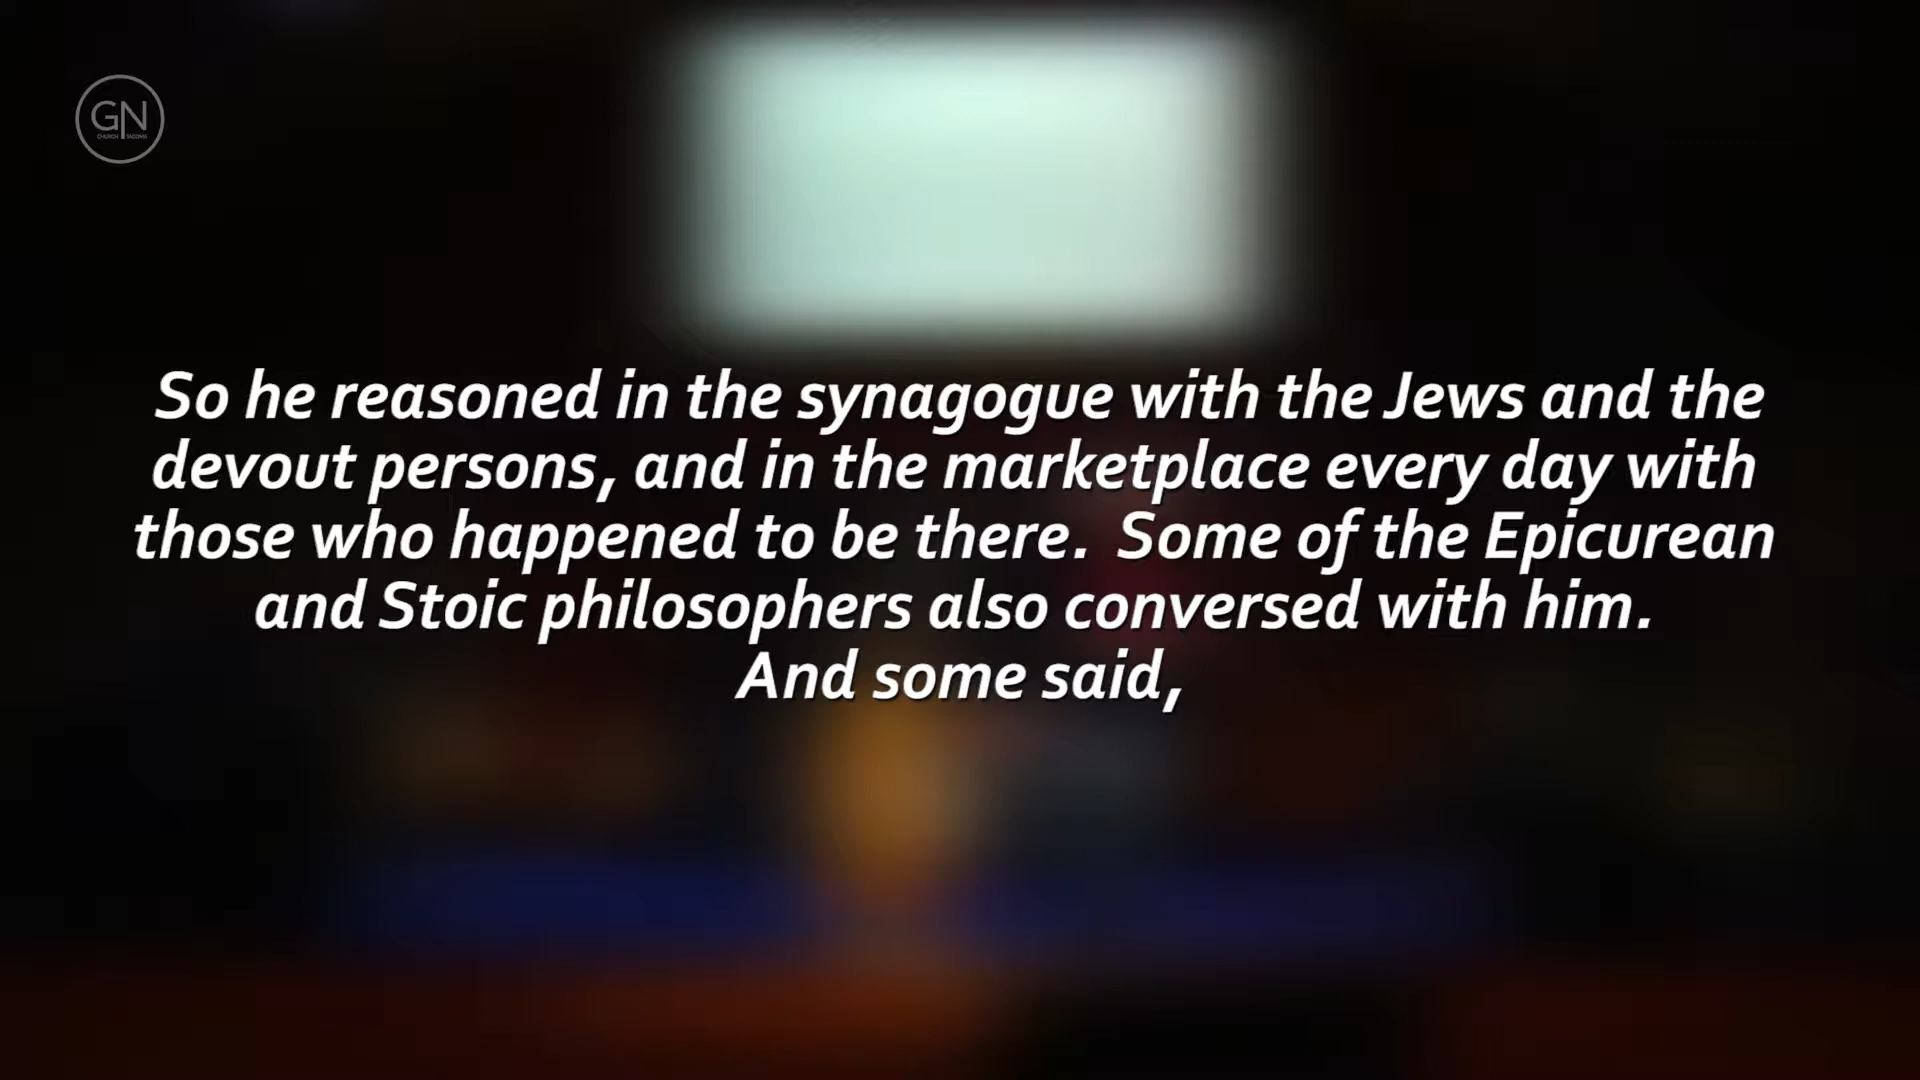 GN
CHURCH TACOMA
So he reasoned in the synagogue with the Jews and the
devout persons, and in the marketplace every day with
those who happened to be there.  Some of the Epicurean
and Stoic philosophers also conversed with him.
And some said,